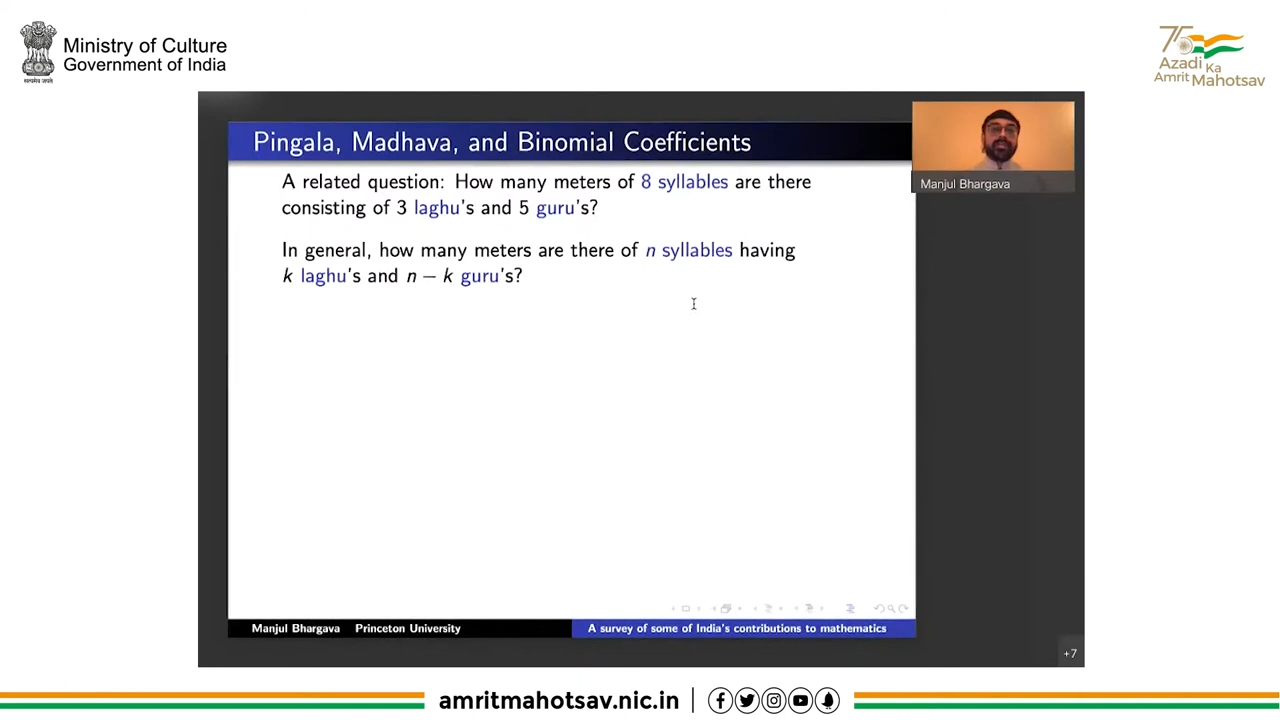 Ministry of Culture
Government of India
75
Azadi Ka
Amrit Mahotsav
Pingala, Madhava, and Binomial Coefficients
A related question: How many meters of 8 syllables are there
consisting of 3 laghu's and 5 guru's?
In general, how many meters are there of n syllables having
k laghu's and n − k guru's?
Manjul Bhargava
Manjul Bhargava Princeton University
A survey of some of India's contributions to mathematics
+7
amritmahotsav.nic.in